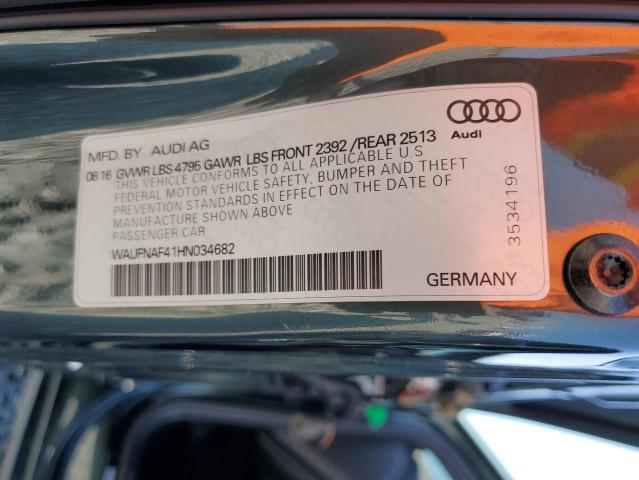 MFD.BY AUDI AG
08 16 GVWR LBS 4795 GAWR LBS FRONT 2392 /REAR 2513
THIS VEHICLE CONFORMS TO ALL APPLICABLE U.S
FEDERAL MOTOR VEHICLE SAFETY, BUMPER AND THEFT
PREVENTION STANDARDS IN EFFECT ON THE DATE OF
MANUFACTURE SHOWN ABOVE
PASSENGER CAR
WAUFNAF41HN034682
GERMANY
Audi
3534196